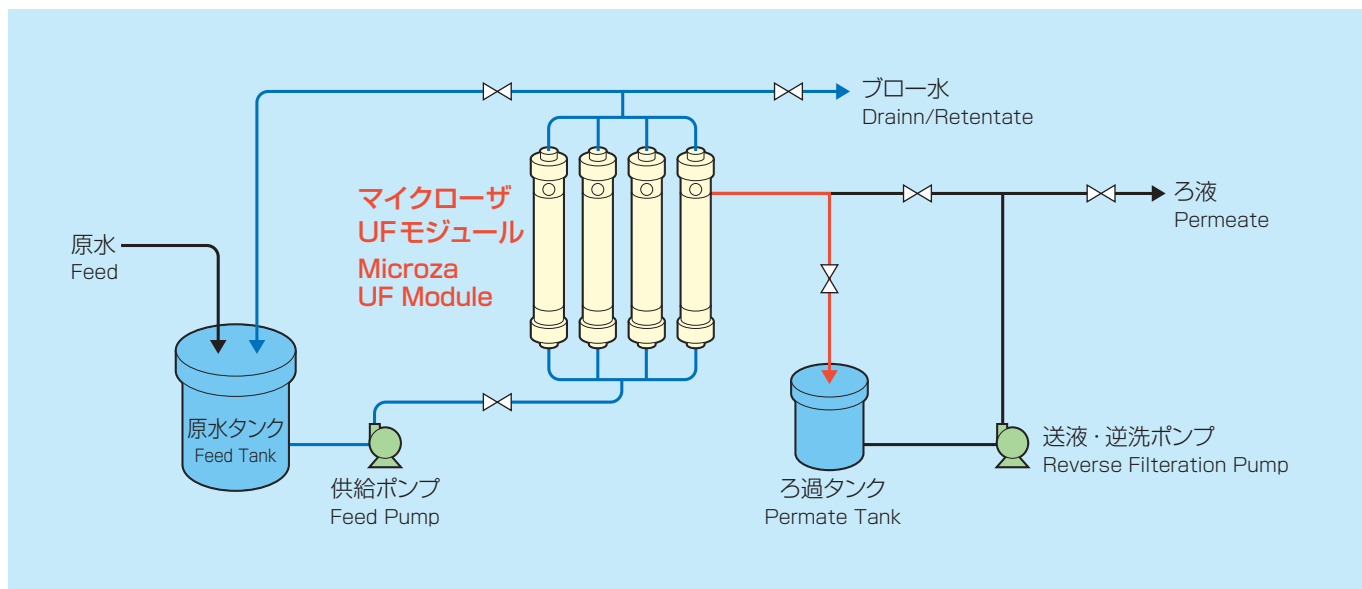 ブロー水
Drainn/Retentate
マイクローザ
UFモジュール
Microza
UF Module
ろ液
Permeate
原水
Feed
原水タンク
Feed Tank
供給ポンプ
Feed Pump
ろ過タンク
Permate Tank
送液・逆洗ポンプ
Reverse Filteration Pump